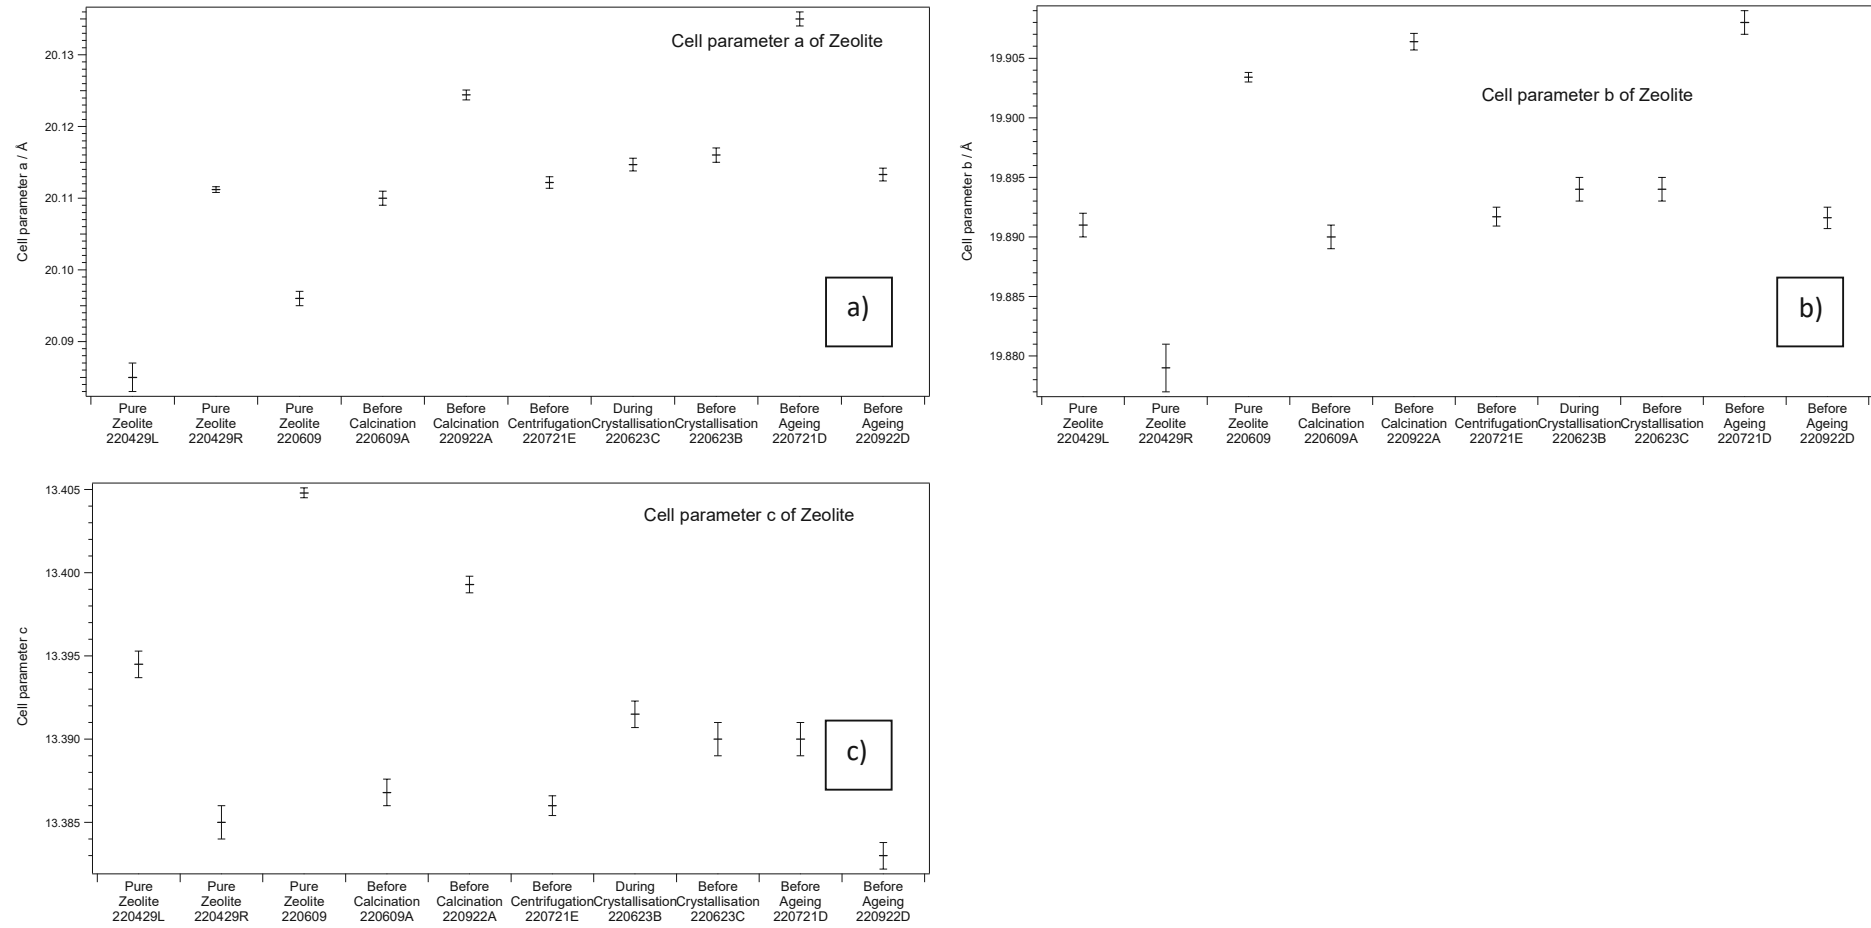 Cell parameter a of Zeolite
Cell parameter a / Å
20.13
20.12
20.11
20.10
20.09
a)
Pure Pure Pure Before Before Before During Before Before Before
Zeolite Zeolite Zeolite Calcination Calcination Centrifugation Crystallisation Crystallisation Ageing Ageing
220429L 220429R 220609 220609A 220922A 220721E 220623C 220623B 220721D 220922D
Cell parameter b of Zeolite
Cell parameter b / Å
19.905
19.900
19.895
19.890
19.885
19.880
b)
Pure Pure Pure Before Before Before During Before Before Before
Zeolite Zeolite Zeolite Calcination Calcination Centrifugation Crystallisation Crystallisation Ageing Ageing
220429L 220429R 220609 220609A 220922A 220721E 220623B 220623C 220721D 220922D
Cell parameter c of Zeolite
Cell parameter c
13.405
13.400
13.395
13.390
13.385
c)
Pure Pure Pure Before Before Before During Before Before Before
Zeolite Zeolite Zeolite Calcination Calcination Centrifugation Crystallisation Crystallisation Ageing Ageing
220429L 220429R 220609 220609A 220922A 220721E 220623B 220623C 220721D 220922D